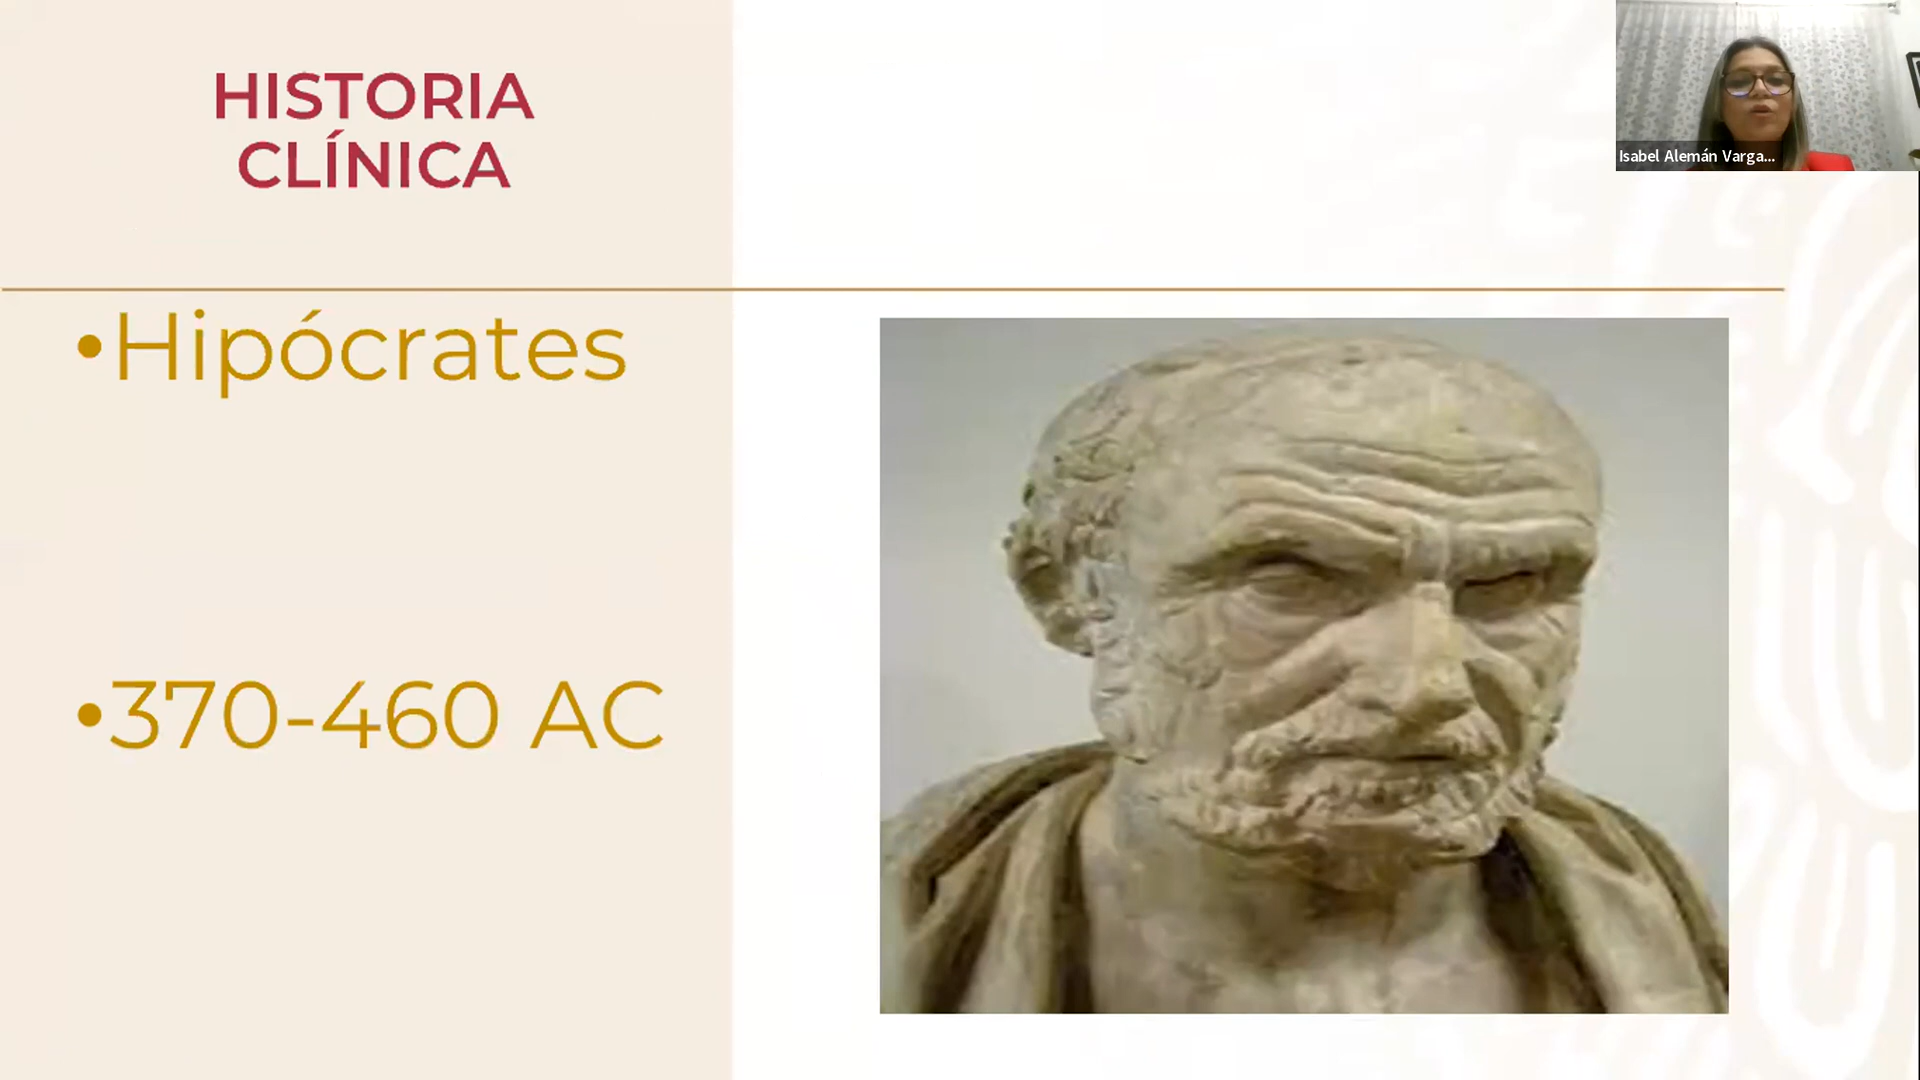 HISTORIA
CLÍNICA
Isabel Alemán Varga...
•Hipócrates
•370-460 AC